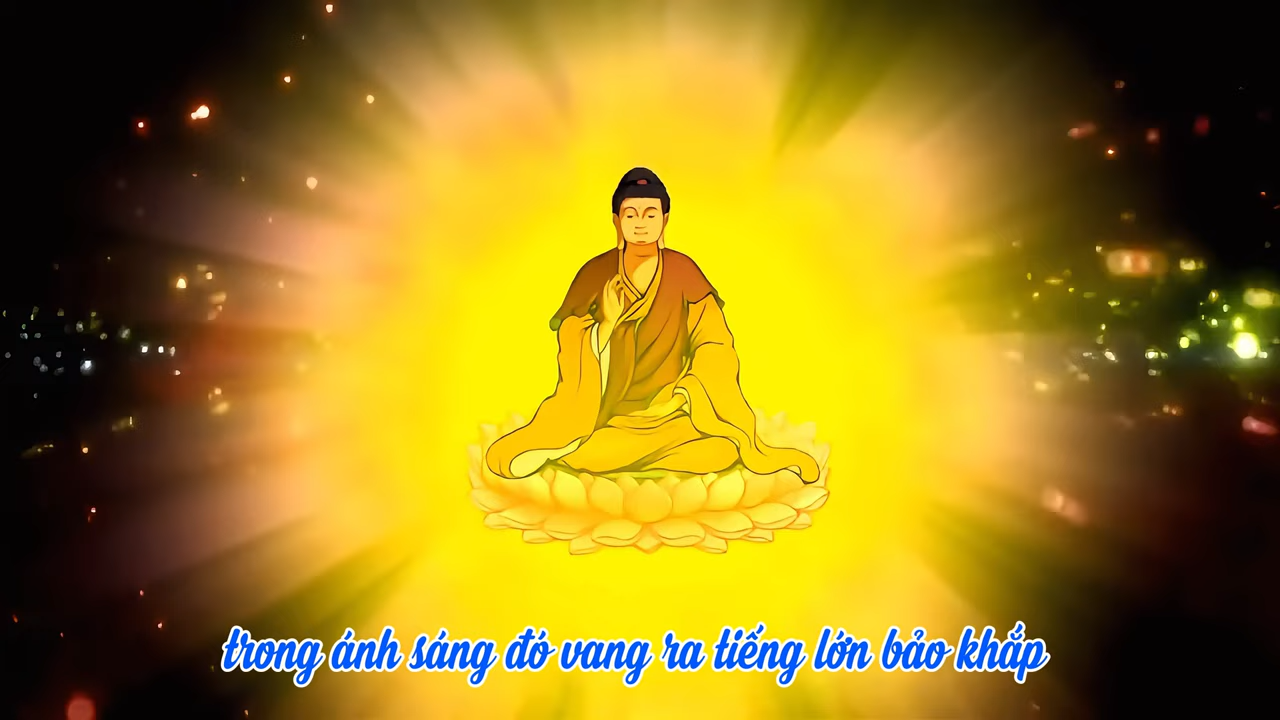 trong ánh sáng đó vang ra tiếng lớn bảo khắp